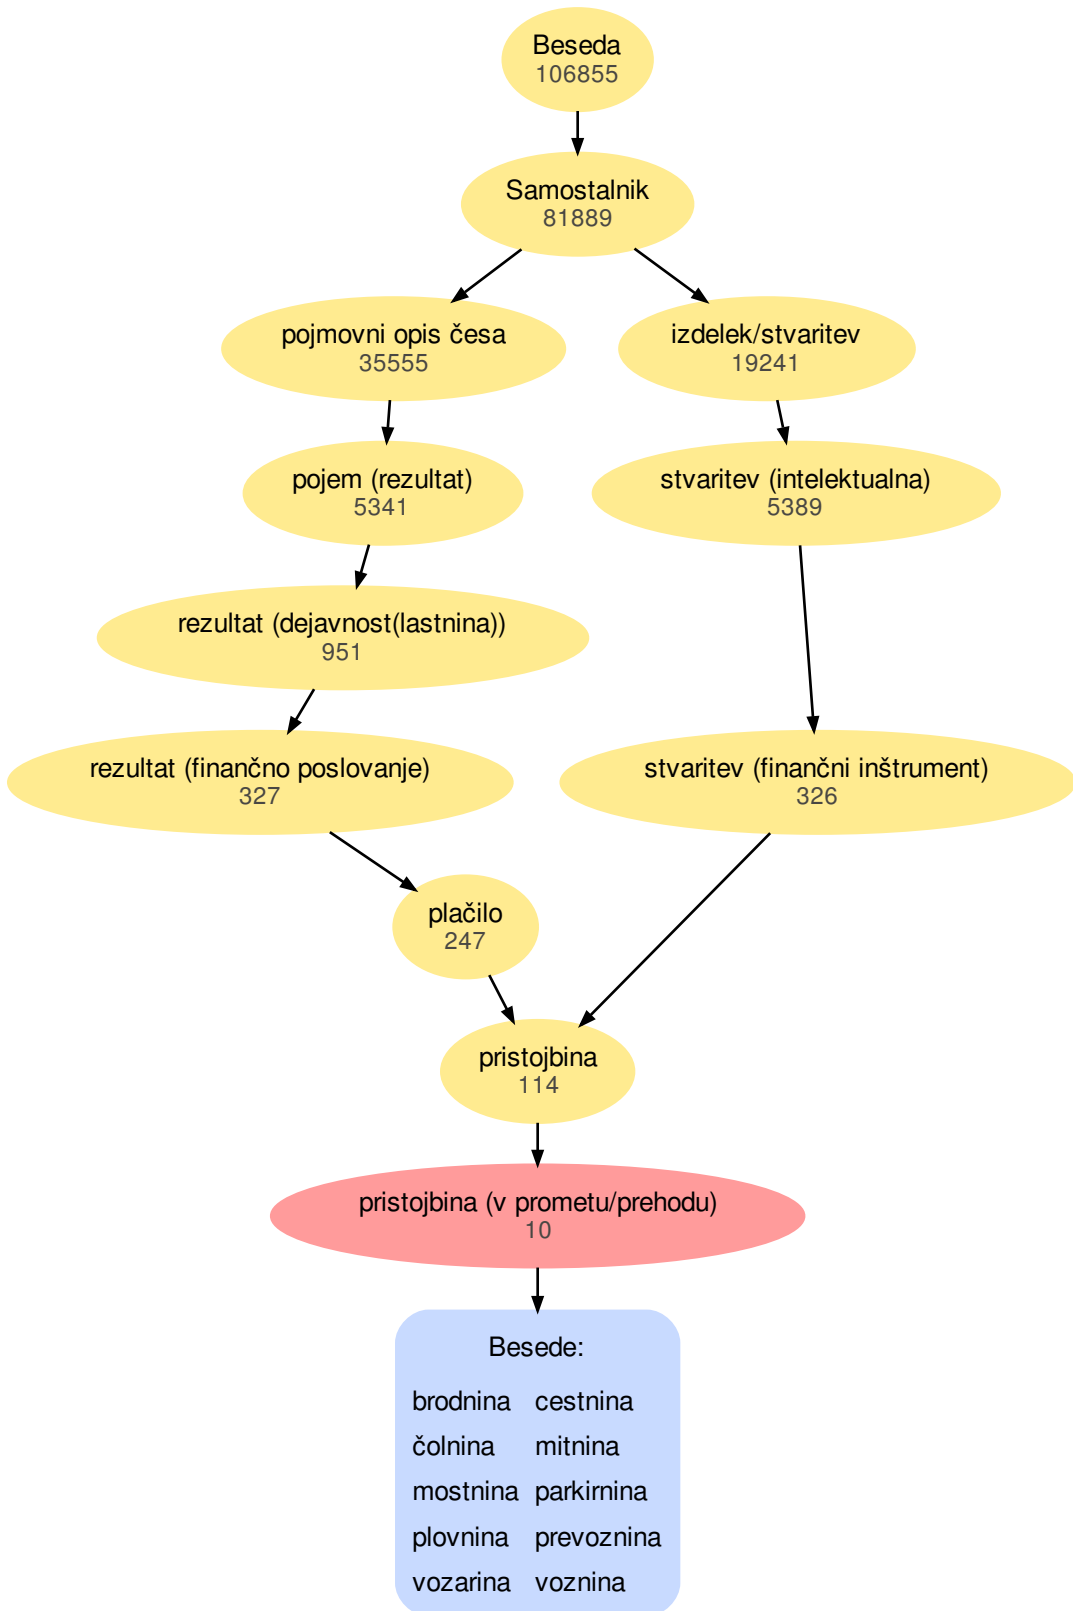 Beseda
106855
Samostalnik
81889
pojmovni opis česa
35555
izdelek/stvaritev
19241
pojem (rezultat)
5341
stvaritev (intelektualna)
5389
rezultat (dejavnost(lastnina))
951
rezultat (finančno poslovanje)
327
stvaritev (finančni inštrument)
326
plačilo
247
pristojbina
114
pristojbina (v prometu/prehodu)
10
Besede:
brodnina cestnina
čolnina mitnina
mostnina parkirnina
plovnina prevoznina
vozarina voznina